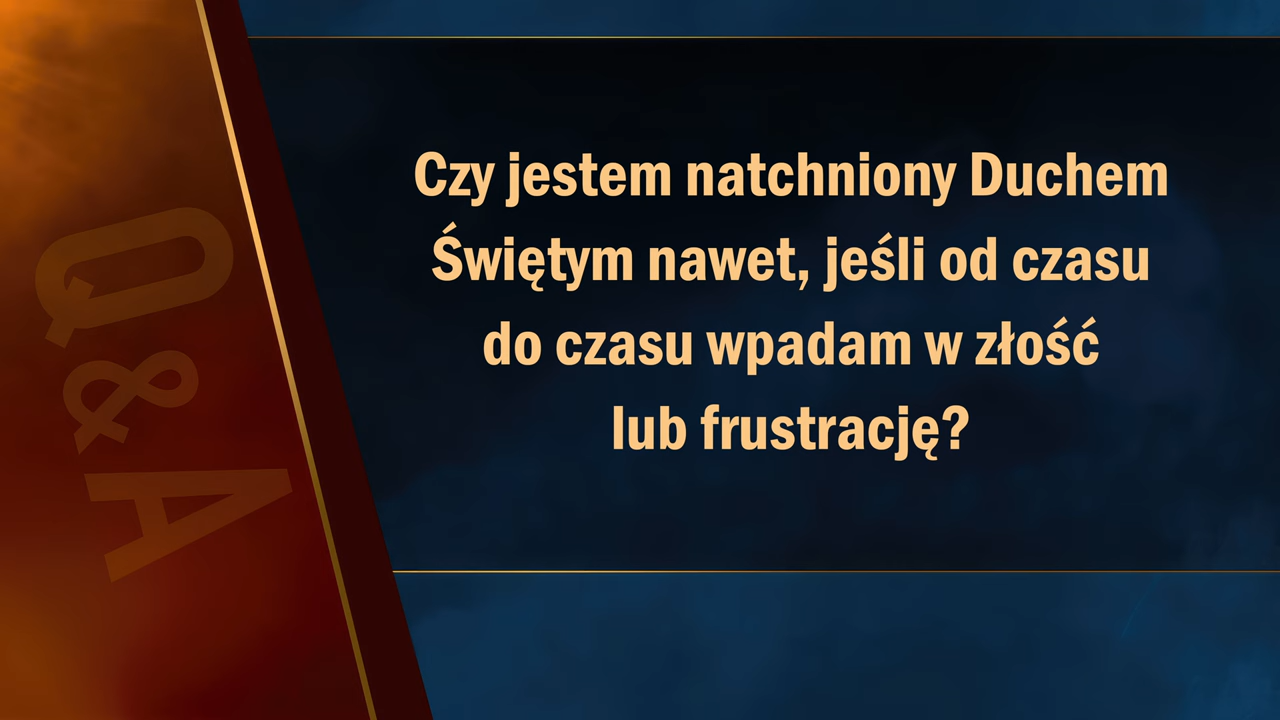 Q & A
Czy jestem natchniony Duchem
Świętym nawet, jeśli od czasu
do czasu wpadam w złość
lub frustrację?